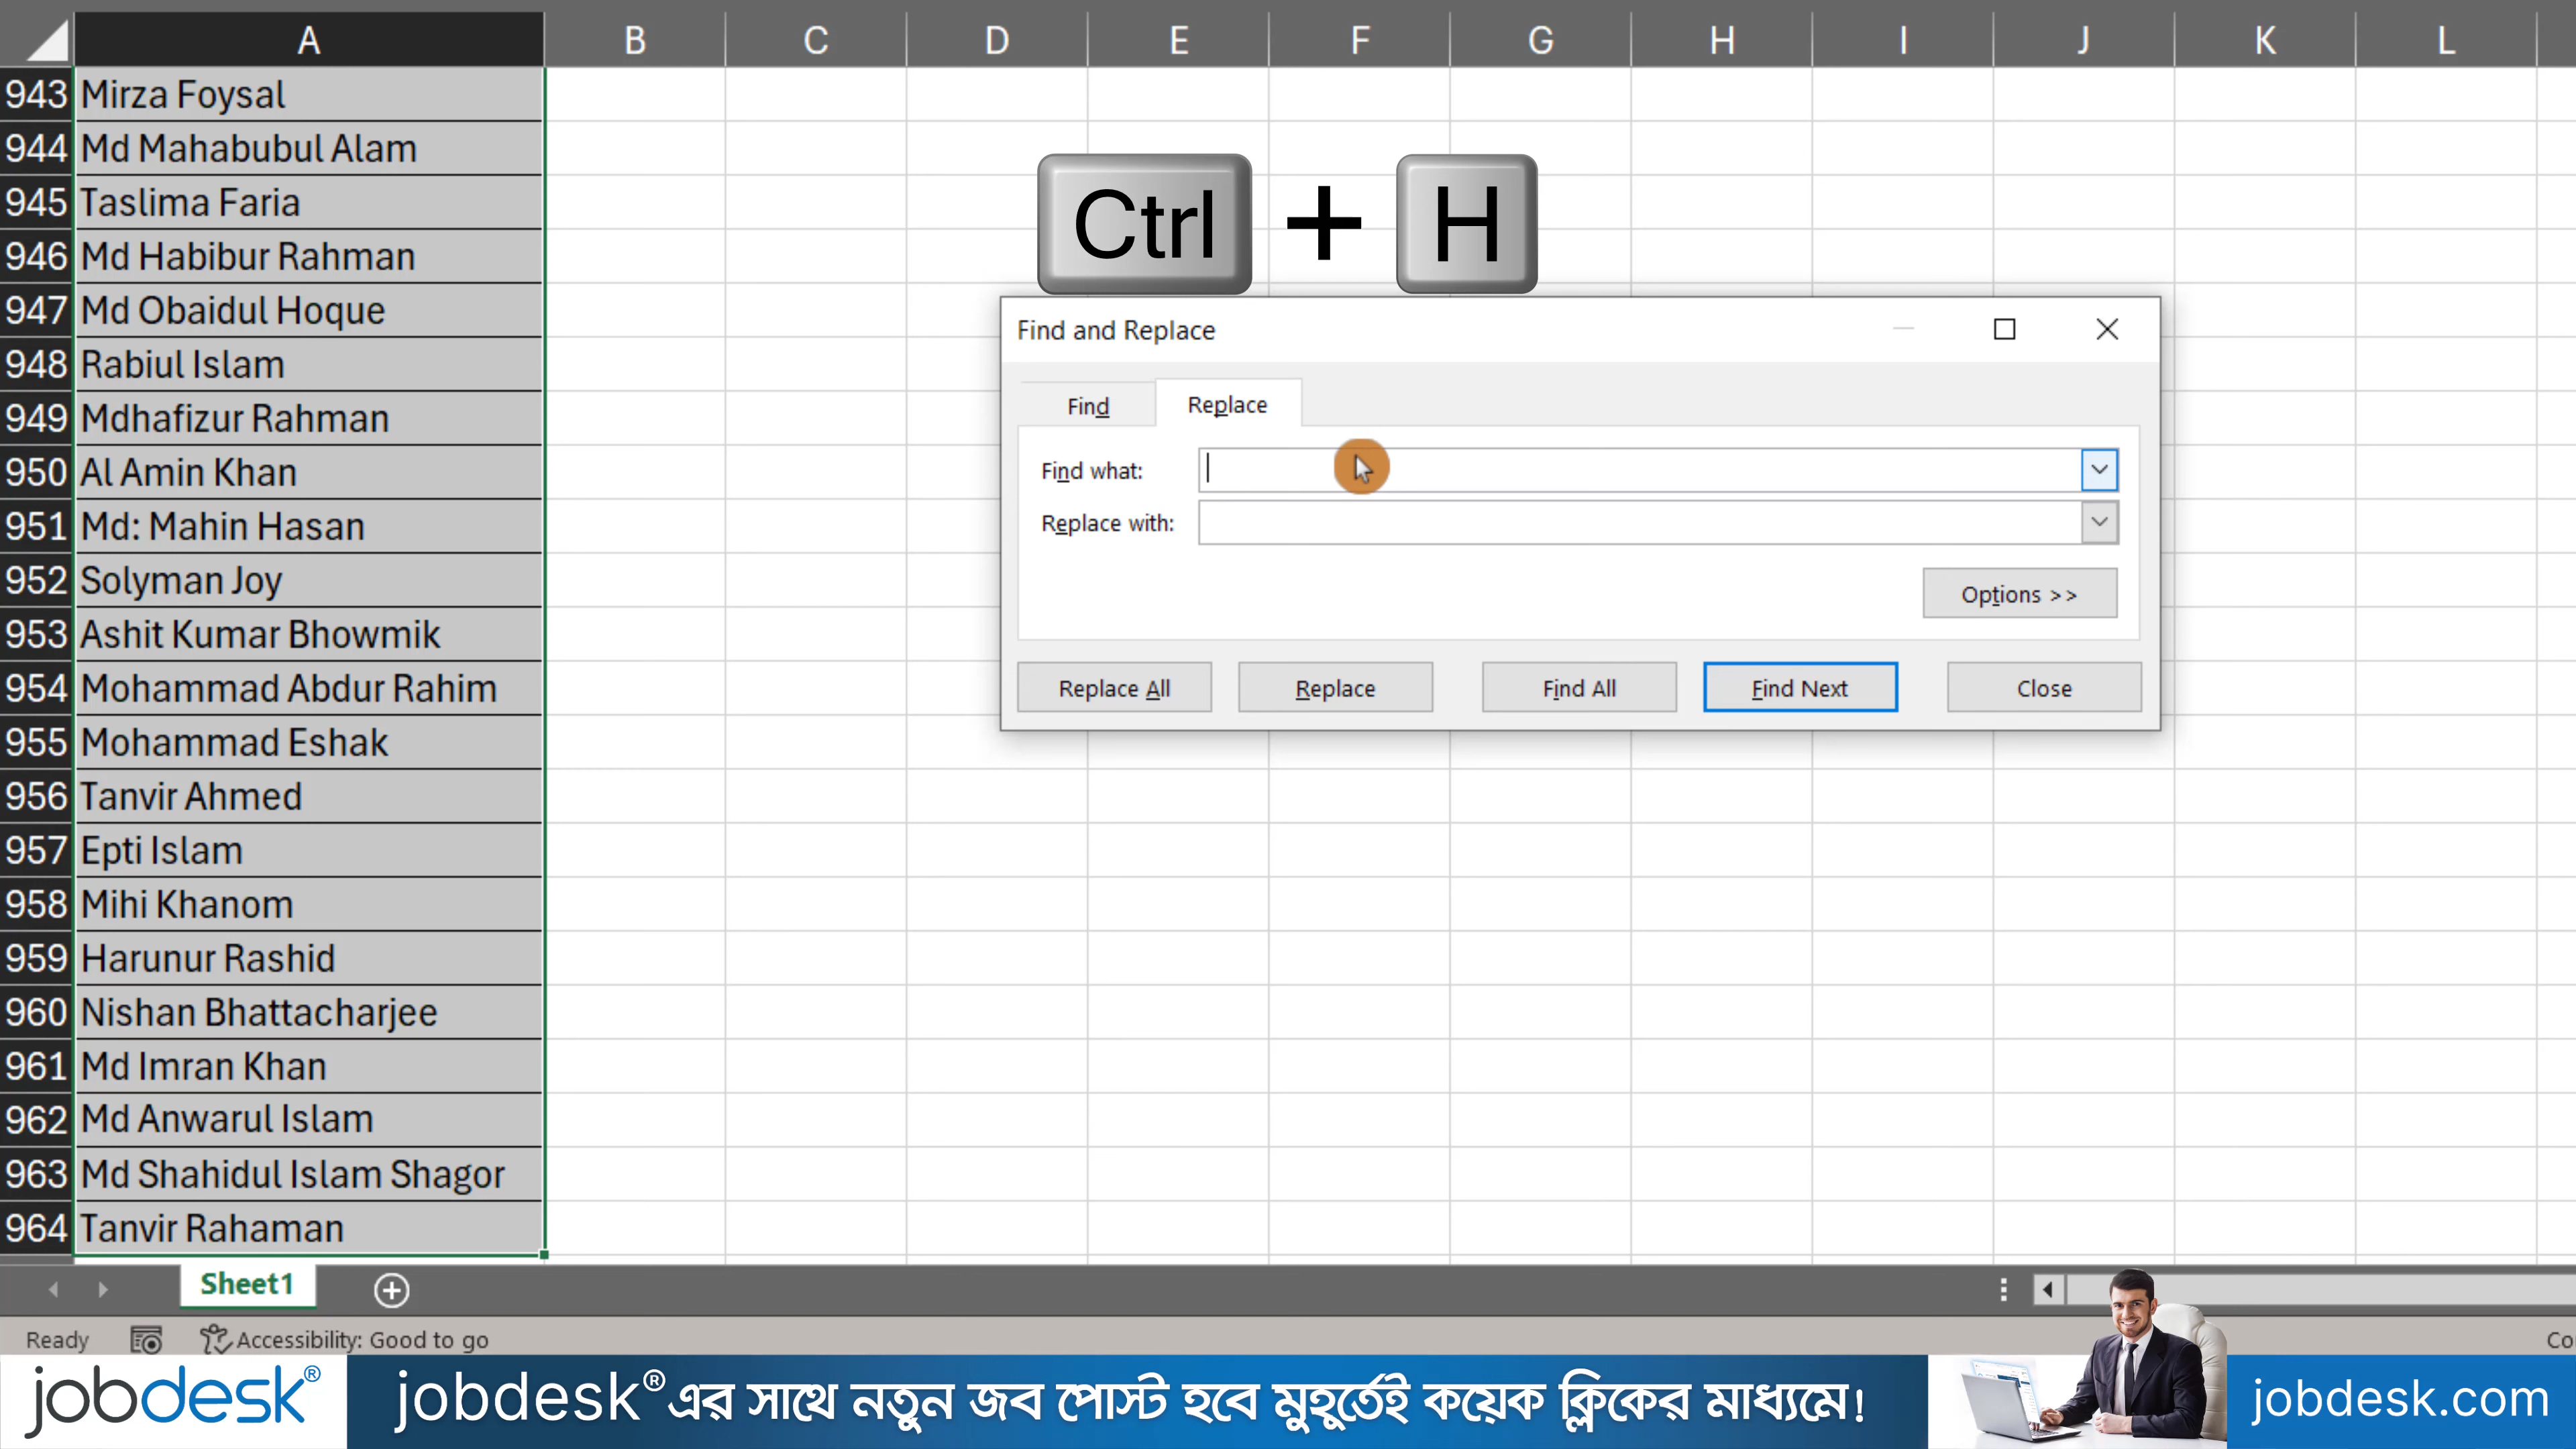 A B C D E F G H I J K L
943 Mirza Foysal
944 Md Mahabubul Alam
945 Taslima Faria
946 Md Habibur Rahman
947 Md Obaidul Hoque
948 Rabiul Islam
949 Mdhafizur Rahman
950 Al Amin Khan
951 Md: Mahin Hasan
952 Solyman Joy
953 Ashit Kumar Bhowmik
954 Mohammad Abdur Rahim
955 Mohammad Eshak
956 Tanvir Ahmed
957 Epti Islam
958 Mihi Khanom
959 Harunur Rashid
960 Nishan Bhattacharjee
961 Md Imran Khan
962 Md Anwarul Islam
963 Md Shahidul Islam Shagor
964 Tanvir Rahaman
Ctrl + H
Find and Replace
Find Replace
Find what:
Replace with:
Options >>
Replace All Replace Find All Find Next Close
Sheet1
Ready Accessibility: Good to go
jobdesk®
jobdesk® এর সাথে নতুন জব পোস্ট হবে মুহূর্তেই কয়েক ক্লিকের মাধ্যমে!
jobdesk.com